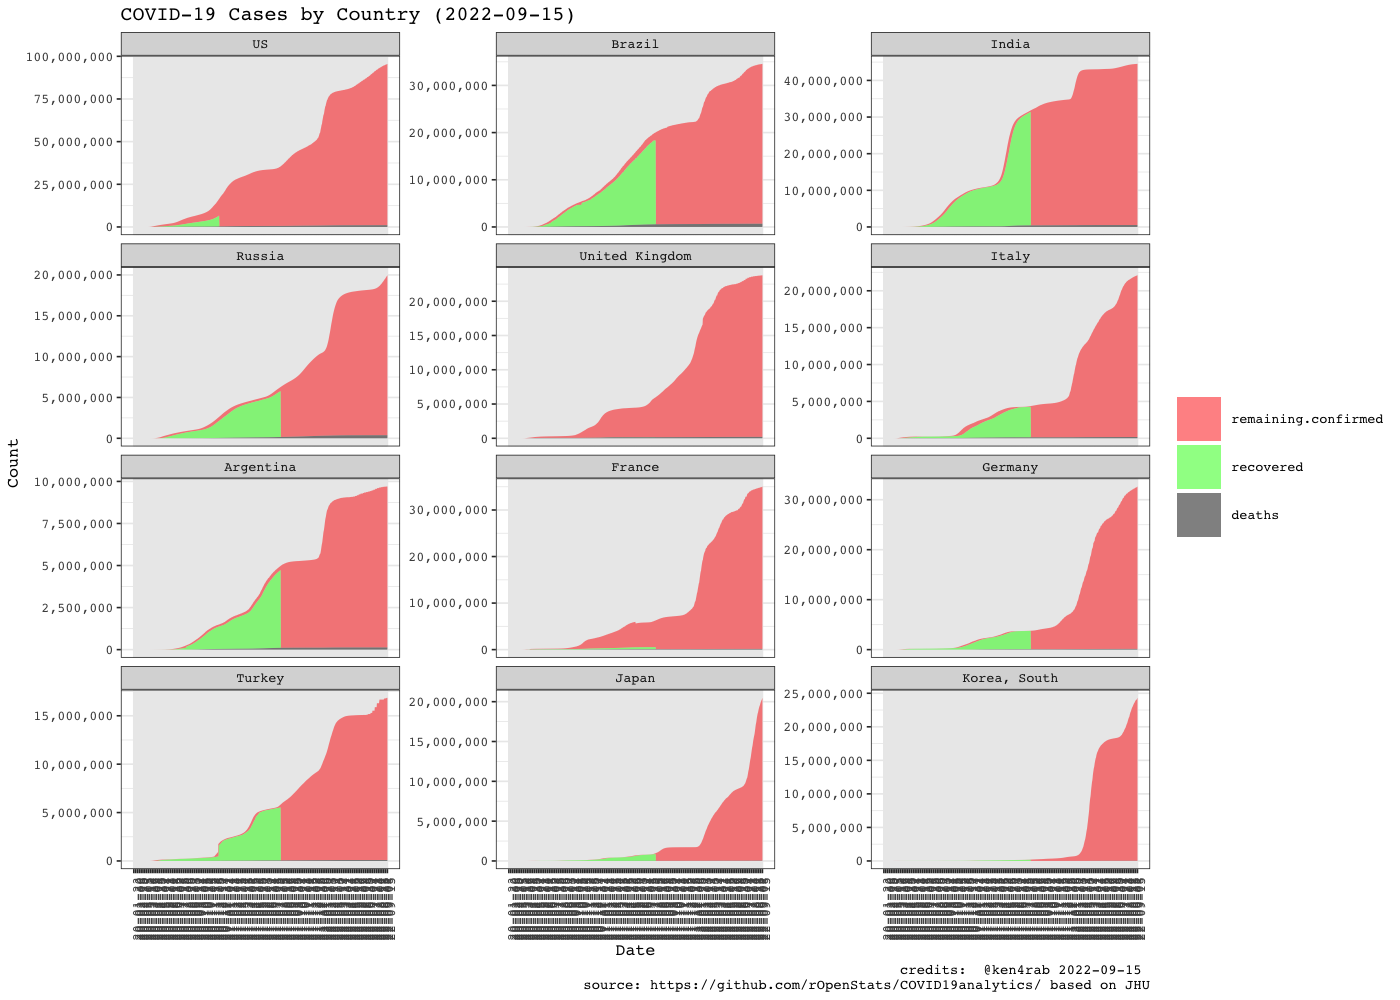 COVID-19 Cases by Country (2022-09-15)
US
Brazil
India
100,000,000
75,000,000
50,000,000
25,000,000
0
30,000,000
20,000,000
10,000,000
0
40,000,000
30,000,000
20,000,000
10,000,000
0
Russia
United Kingdom
Italy
20,000,000
15,000,000
10,000,000
5,000,000
0
20,000,000
15,000,000
10,000,000
5,000,000
0
20,000,000
15,000,000
10,000,000
5,000,000
0
Argentina
France
Germany
10,000,000
7,500,000
5,000,000
2,500,000
0
30,000,000
20,000,000
10,000,000
0
30,000,000
20,000,000
10,000,000
0
Turkey
Japan
Korea, South
15,000,000
10,000,000
5,000,000
0
20,000,000
15,000,000
10,000,000
5,000,000
0
25,000,000
20,000,000
15,000,000
10,000,000
5,000,000
0
Count
Date
remaining.confirmed
recovered
deaths
credits: @ken4rab 2022-09-15
source: https://github.com/rOpenStats/COVID19analytics/ based on JHU